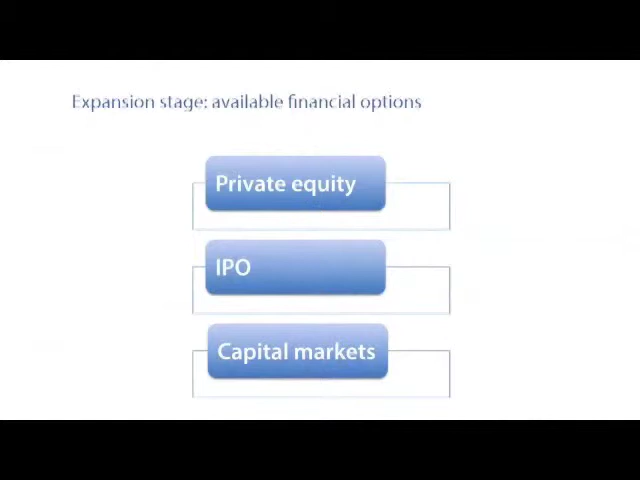 Expansion stage: available financial options
Private equity
IPO
Capital markets